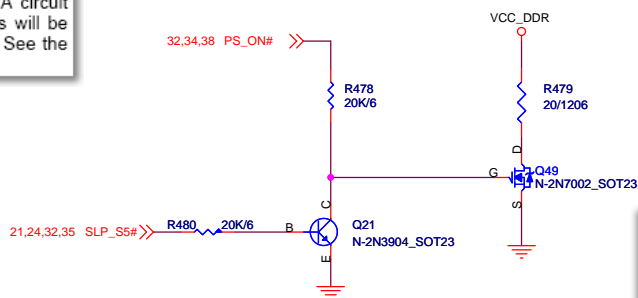 A circuit
s will be
See the
VCC_DDR
32,34,38 PS_ON#
R478
20K/6
R479
20/1206
D
G
Q49
N-2N7002_SOT23
S
C
21,24,32,35 SLP_S5#
R480 20K/6
B
Q21
N-2N3904_SOT23
E